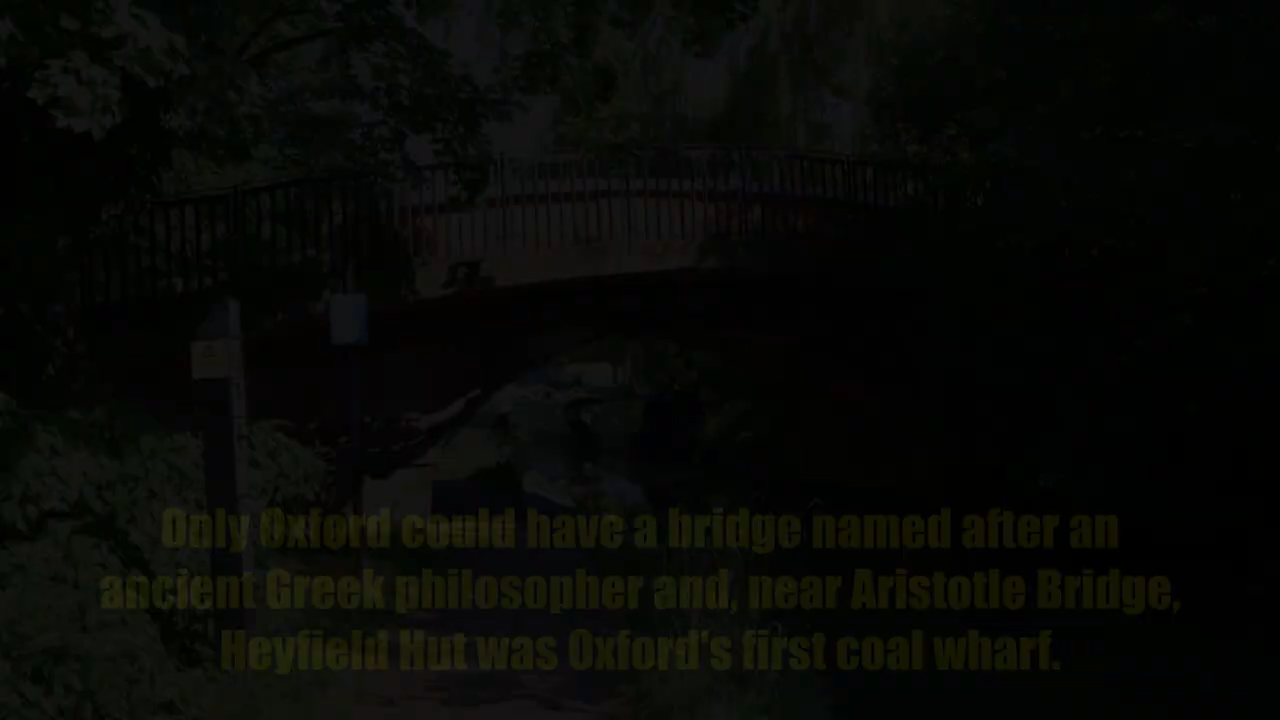 Only Oxford could have a bridge named after an
ancient Greek philosopher and, near Aristotle Bridge,
Heyfield Hut was Oxford's first coal wharf.